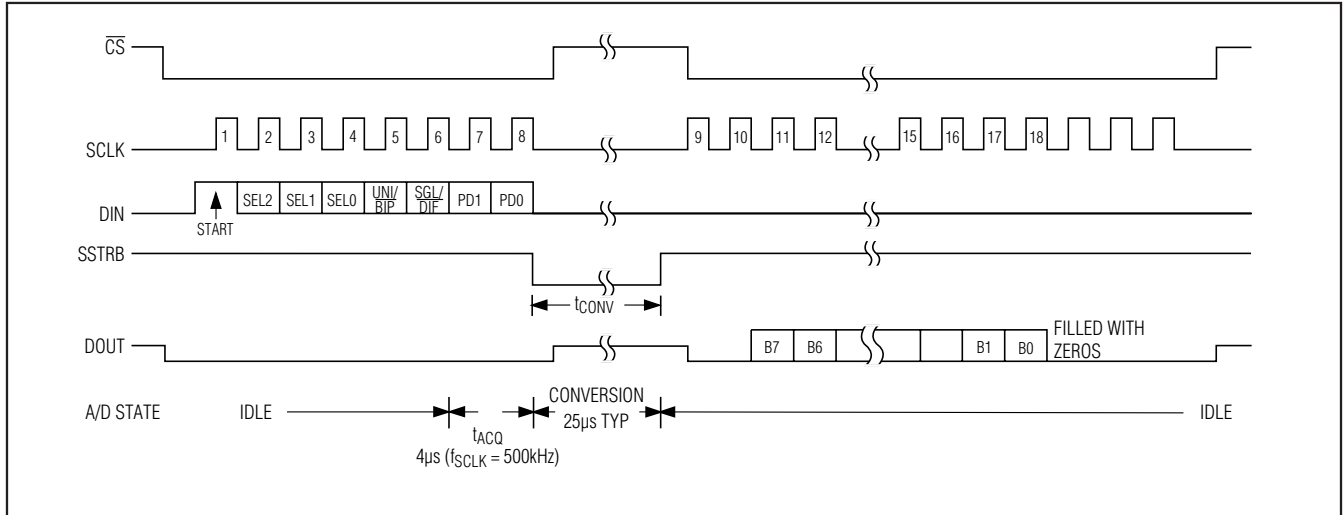 CS
SCLK 1 2 3 4 5 6 7 8 9 10 11 12 15 16 17 18
DIN SEL2 SEL1 SEL0 UNI/ BIP SGL/ DIF PD1 PD0
START
SSTRB
tCONV
DOUT B7 B6 B1 B0 FILLED WITH ZEROS
A/D STATE IDLE CONVERSION 25µs TYP IDLE
tACQ
4µs (fSCLK = 500kHz)